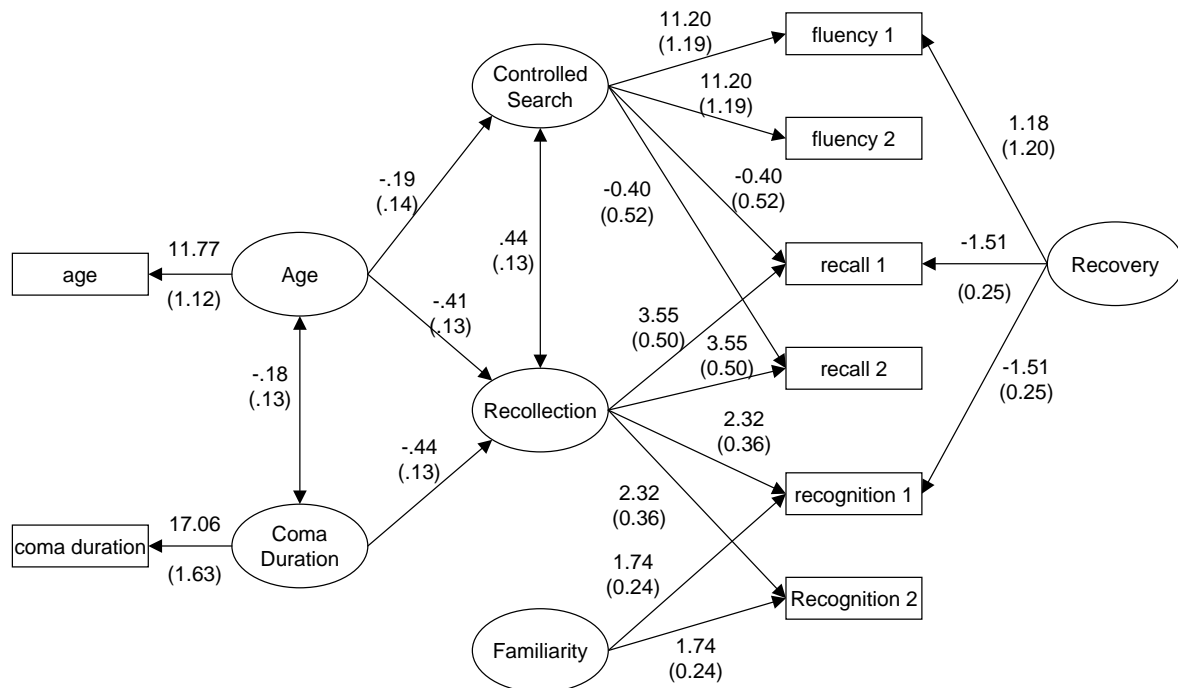 11.20
(1.19)
fluency 1
Controlled
Search
11.20
(1.19)
fluency 2
1.18
(1.20)
-.19
(.14)
-0.40
(0.52)
-0.40
(0.52)
.44
(.13)
11.77
age
(1.12)
Age
recall 1
-1.51
(0.25)
Recovery
-.41
(.13)
3.55
(0.50)
3.55
(0.50)
recall 2
-1.51
(0.25)
-.18
(.13)
Recollection
-.44
(.13)
2.32
(0.36)
recognition 1
2.32
(0.36)
17.06
coma duration
(1.63)
Coma
Duration
1.74
(0.24)
Recognition 2
Familiarity
1.74
(0.24)